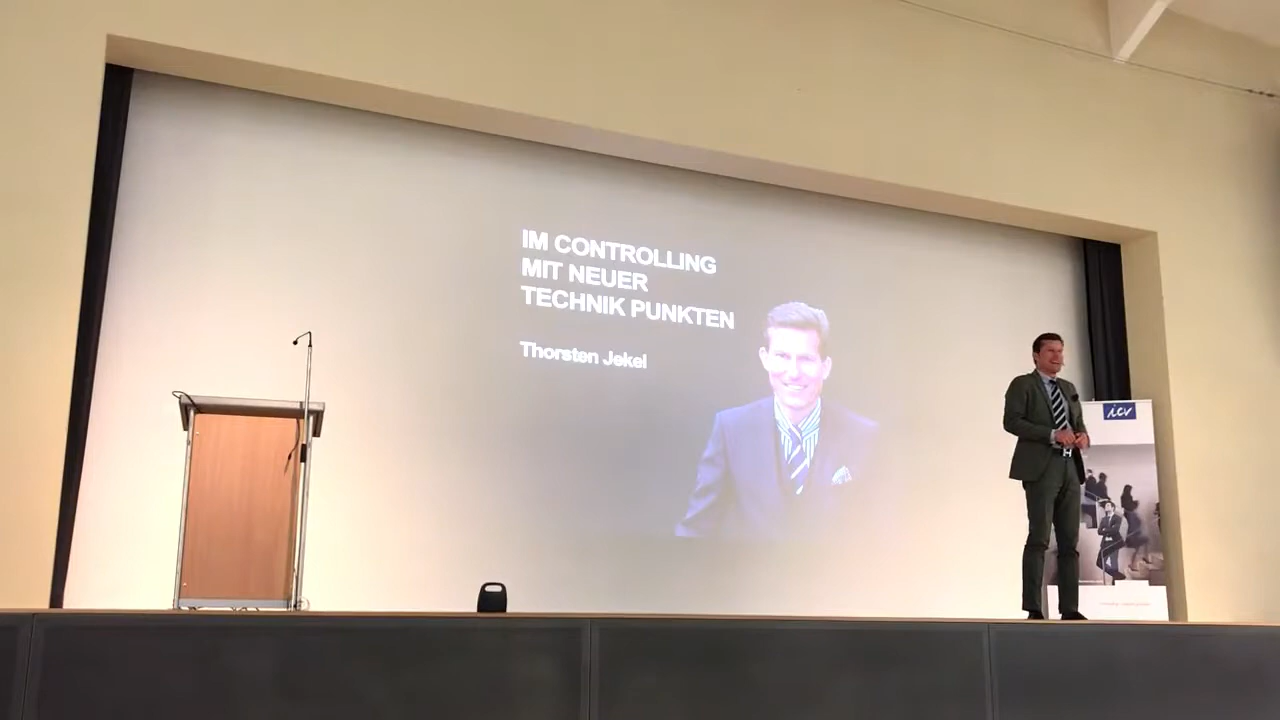 IM CONTROLLING
MIT NEUER
TECHNIK PUNKTEN
Thorsten Jekel
icv